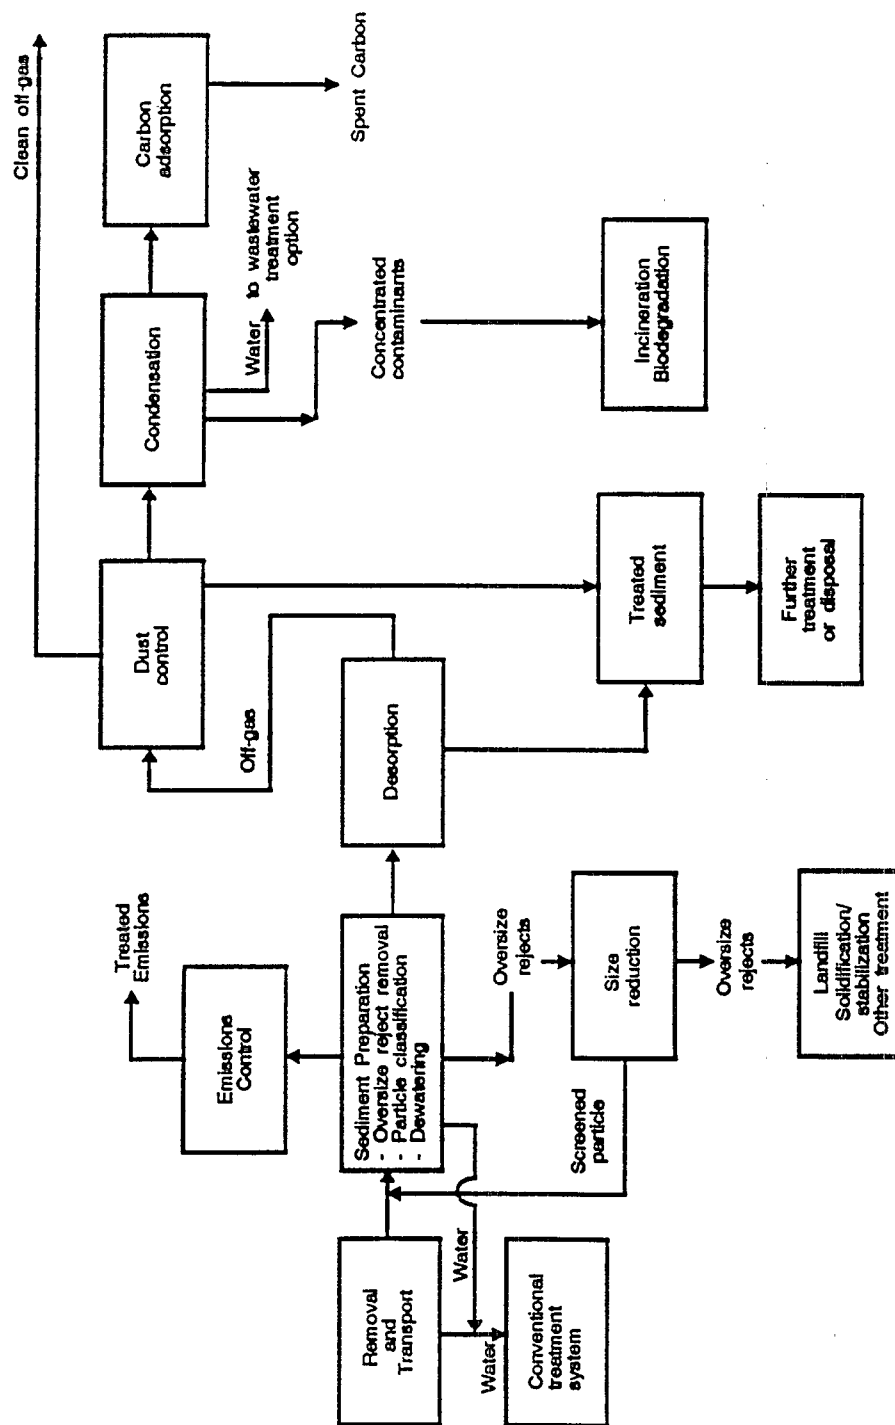 Clean off-gas
Carbon
adsorption
Spent Carbon
Condensation
Water to wastewater
treatment
option
Concentrated
contaminants
Incineration
Biodegradation
Dust
control
Off-gas
Desorption
Treated
sediment
Further
treatment
or disposal
Treated
Emissions
Emissions
Control
Sediment Preparation
- Oversize reject removal
- Particle classification
- Dewatering
Oversize
rejects
Size
reduction
Oversize
rejects
Landfill
Solidification/
stabilization
Other treatment
Screened
particle
Removal
and
Transport
Water
Water
Conventional
treatment
system